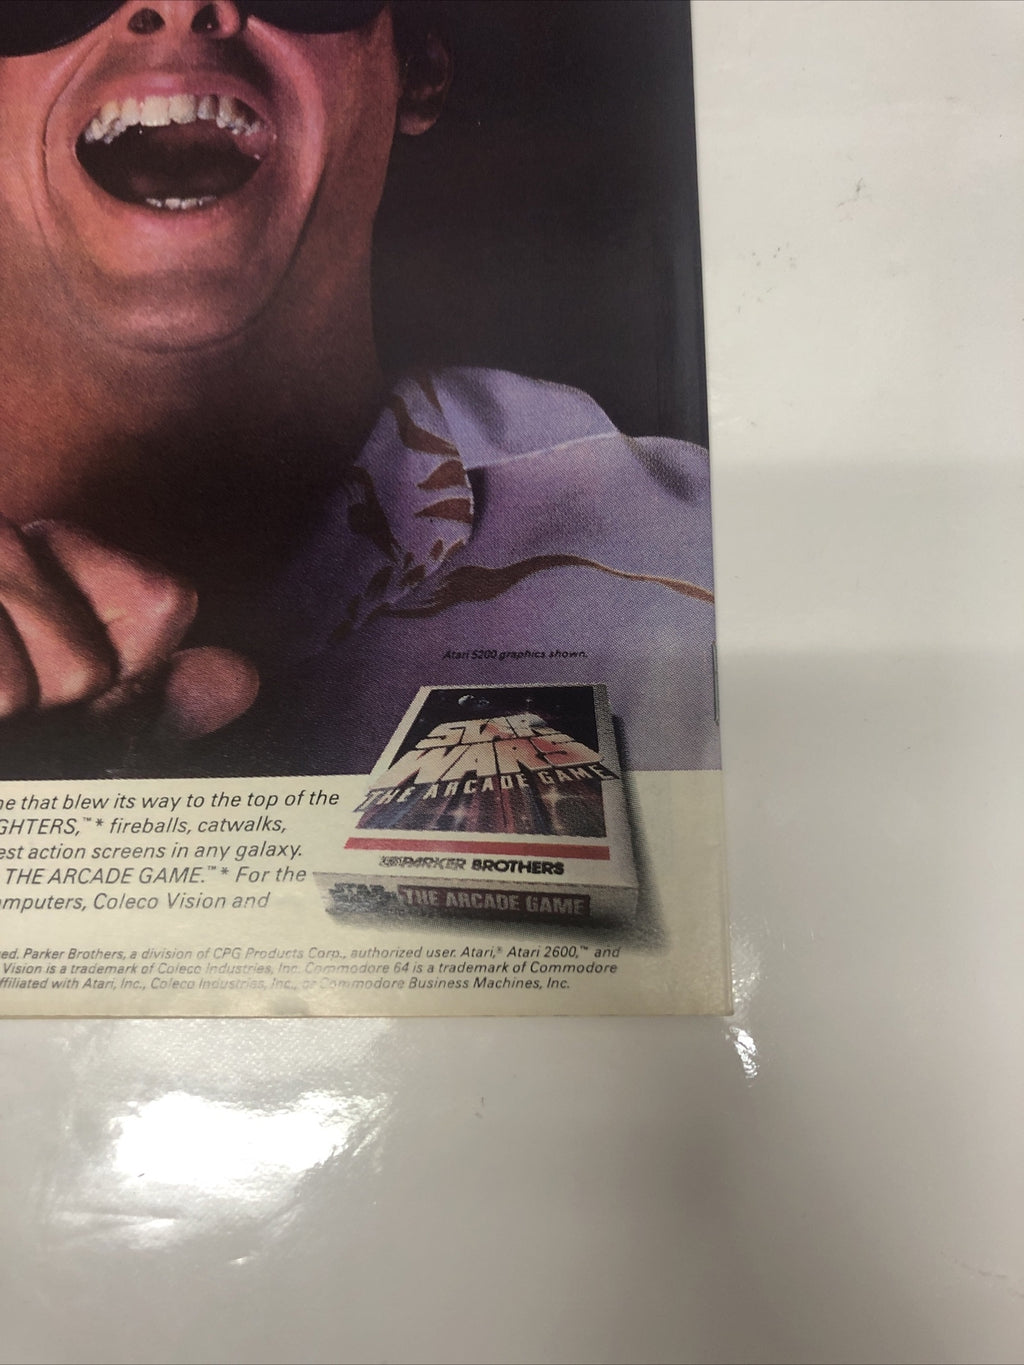 Atari 5200 graphics shown.
STAR
WARS
THE ARCADE GAME
PARKER BROTHERS
STAR
THE ARCADE GAME
ne that blew its way to the top of the
GHTERS,™* fireballs, catwalks,
est action screens in any galaxy.
THE ARCADE GAME.™* For the
mputers, Coleco Vision and
ed. Parker Brothers, a division of CPG Products Corp., authorized user. Atari,® Atari 2600,™ and
Vision is a trademark of Coleco Industries, Inc. Commodore 64 is a trademark of Commodore
ffiliated with Atari, Inc., Coleco Industries, Inc., or Commodore Business Machines, Inc.